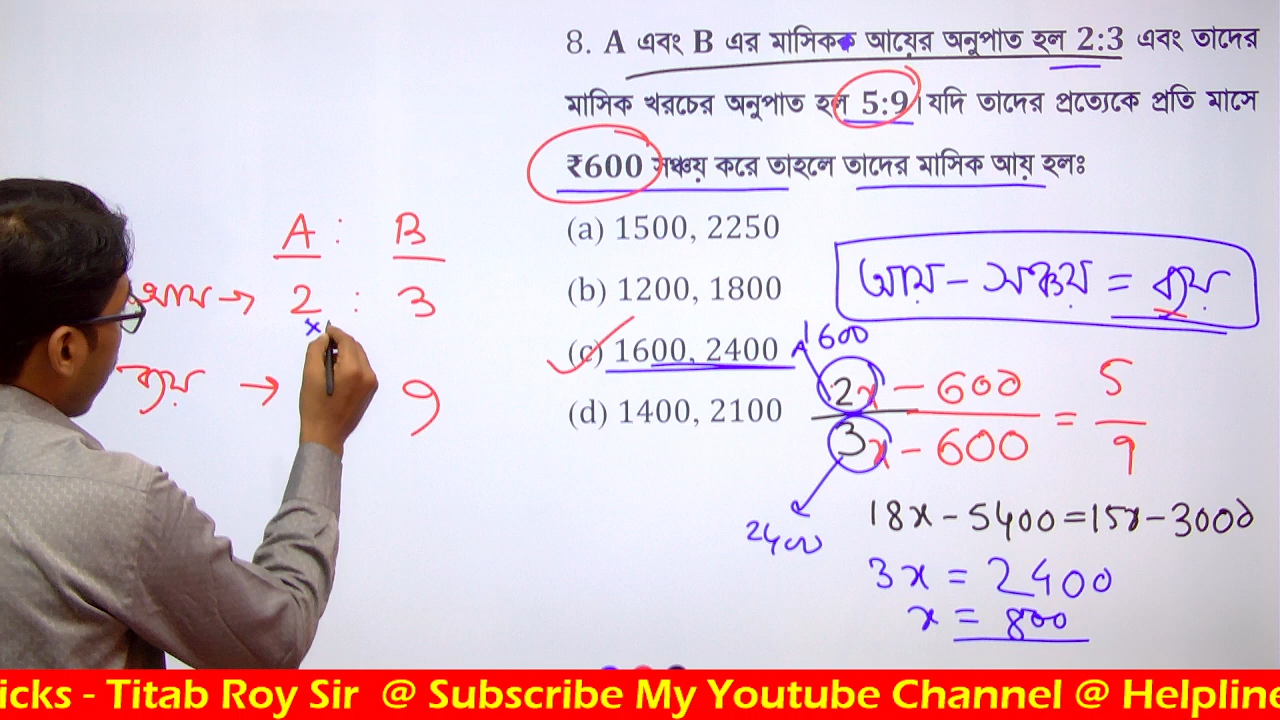 8. A এবং B এর মাসিক আয়ের অনুপাত হল 2:3 এবং তাদের
মাসিক খরচের অনুপাত হল 5:9। যদি তাদের প্রত্যেকে প্রতি মাসে
₹600 সঞ্চয় করে তাহলে তাদের মাসিক আয় হলঃ
(a) 1500, 2250
(b) 1200, 1800
(c) 1600, 2400
(d) 1400, 2100
আয় - সঞ্চয় = ব্যয়
A : B
আয় → 2 : 3
x
ব্যয় → 9
A 1600
2x - 600
3x - 600
= 5
9
2400
18x - 5400 = 15x - 3000
3x = 2400
x = 800
icks - Titab Roy Sir @ Subscribe My Youtube Channel @ Helpline